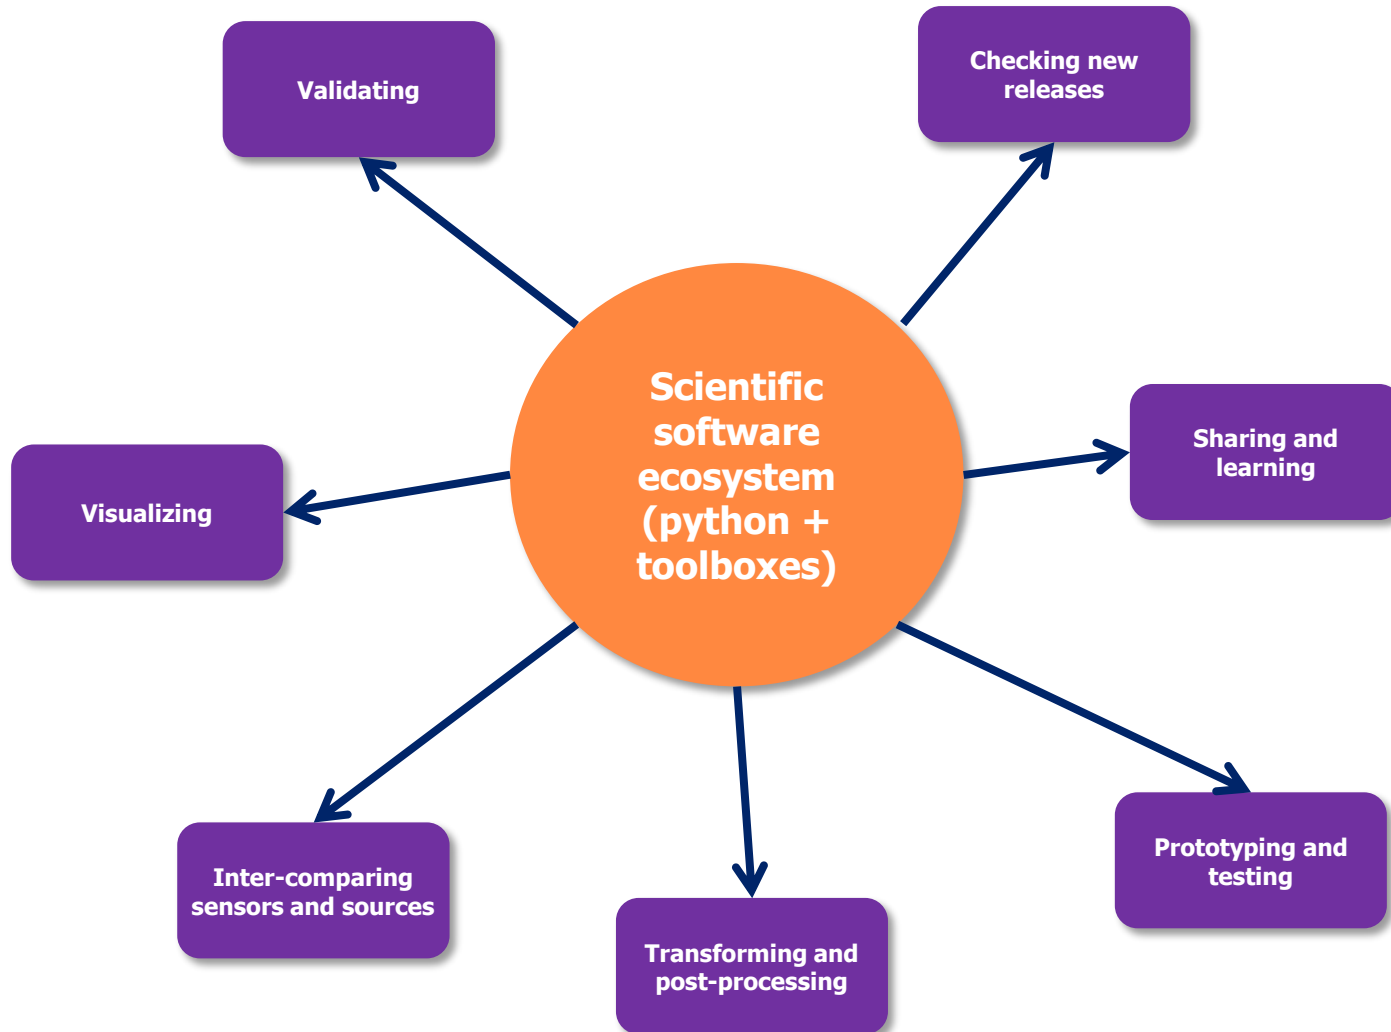 Validating
Checking new
releases
Scientific
software
ecosystem
(python +
toolboxes)
Sharing and
learning
Visualizing
Prototyping and
testing
Inter-comparing
sensors and sources
Transforming and
post-processing